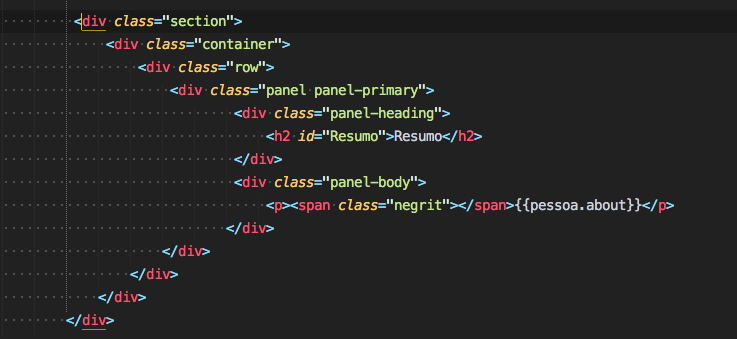 <div class="section">
<div class="container">
<div class="row">
<div class="panel panel-primary">
<div class="panel-heading">
<h2 id="Resumo">Resumo</h2>
</div>
<div class="panel-body">
<p><span class="negrit"></span>{{pessoa.about}}</p>
</div>
</div>
</div>
</div>
</div>